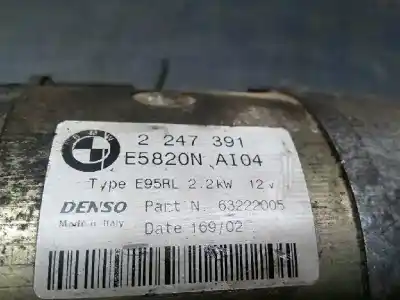 BMW
2 247 391
E5820N AI04
Type E95RL 2.2kW 12v
DENSO Part N. 63222005
Made in Italy
Date 169/02